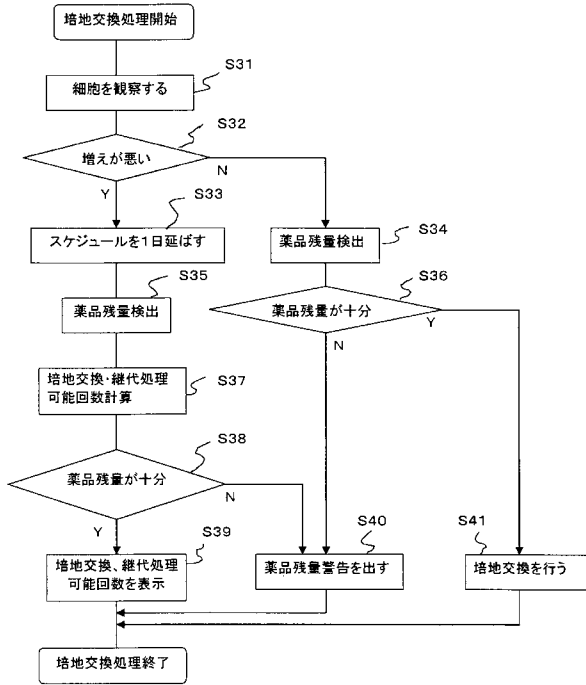 培地交換処理開始
S31
細胞を観察する
S32
増えが悪い
N
Y
S33
スケジュールを1日延ばす
S34
薬品残量検出
S35
薬品残量検出
S36
薬品残量が十分
Y
N
培地交換・継代処理
可能回数計算
S37
S38
薬品残量が十分
N
Y
S39
培地交換、継代処理
可能回数を表示
S40
薬品残量警告を出す
S41
培地交換を行う
培地交換処理終了